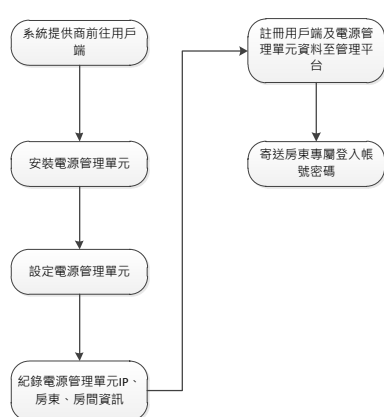 系統提供商前往用戶
端
安裝電源管理單元
設定電源管理單元
紀錄電源管理單元IP、
房東、房間資訊
註冊用戶端及電源管
理單元資料至管理平
台
寄送房東專屬登入帳
號密碼